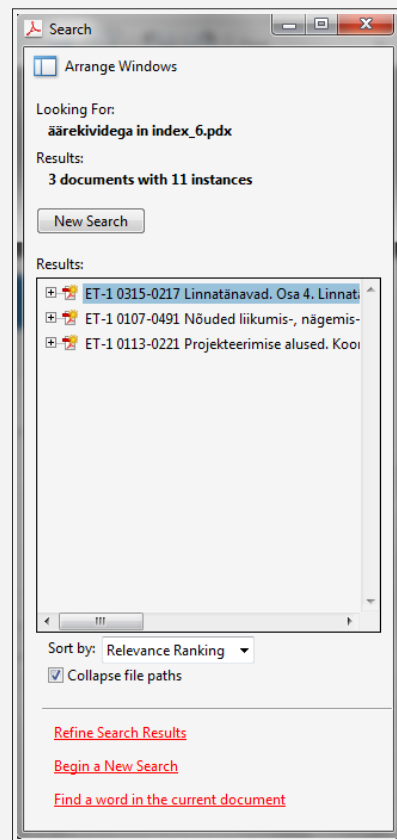 Search
Arrange Windows
Looking For:
äärekividega in index_6.pdx
Results:
3 documents with 11 instances
New Search
Results:
ET-1 0315-0217 Linnatänavad. Osa 4.
ET-1 0107-0491 Nõuded liikumis-, nägemis-
ET-1 0113-0221 Projekteerimise alused.
Sort by: Relevance Ranking
Collapse file paths
Refine Search Results
Begin a New Search
Find a word in the current document